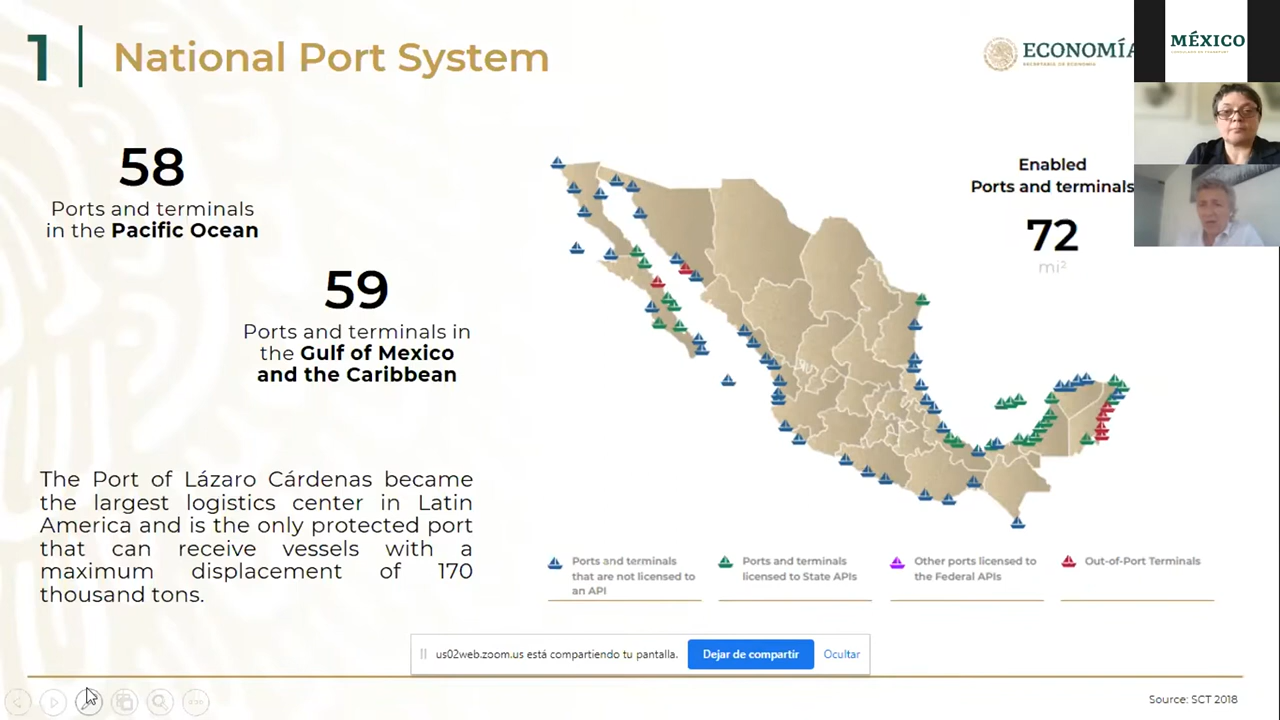 1
National Port System
ECONOMÍA
SECRETARÍA DE ECONOMÍA
MÉXICO
58
Ports and terminals
in the Pacific Ocean
59
Ports and terminals in
the Gulf of Mexico
and the Caribbean
Enabled
Ports and terminals
72
mi²
The Port of Lázaro Cárdenas became
the largest logistics center in Latin
America and is the only protected port
that can receive vessels with a
maximum displacement of 170
thousand tons.
Ports and terminals
that are not licensed to
an API
Ports and terminals
licensed to State APIs
Other ports licensed to
the Federal APIs
Out-of-Port Terminals
us02web.zoom.us está compartiendo tu pantalla.
Dejar de compartir
Ocultar
Source: SCT 2018